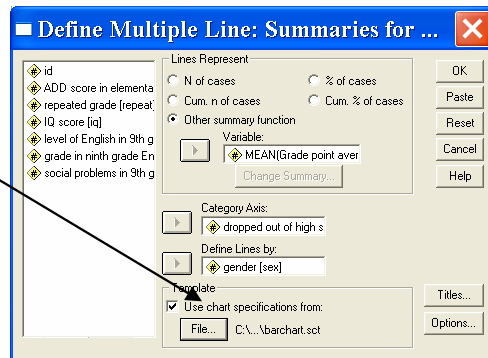 Define Multiple Line: Summaries for ...
id
ADD score in elementa
repeated grade [repeat]
IQ score [iq]
level of English in 9th g
grade in ninth grade En
social problems in 9th g
Lines Represent
N of cases
% of cases
Cum. n of cases
Cum. % of cases
Other summary function
Variable:
MEAN(Grade point aver
Change Summary...
Category Axis:
dropped out of high s
Define Lines by:
gender [sex]
Template
Use chart specifications from:
File...
C:\...\barchart.sct
OK
Paste
Reset
Cancel
Help
Titles...
Options...